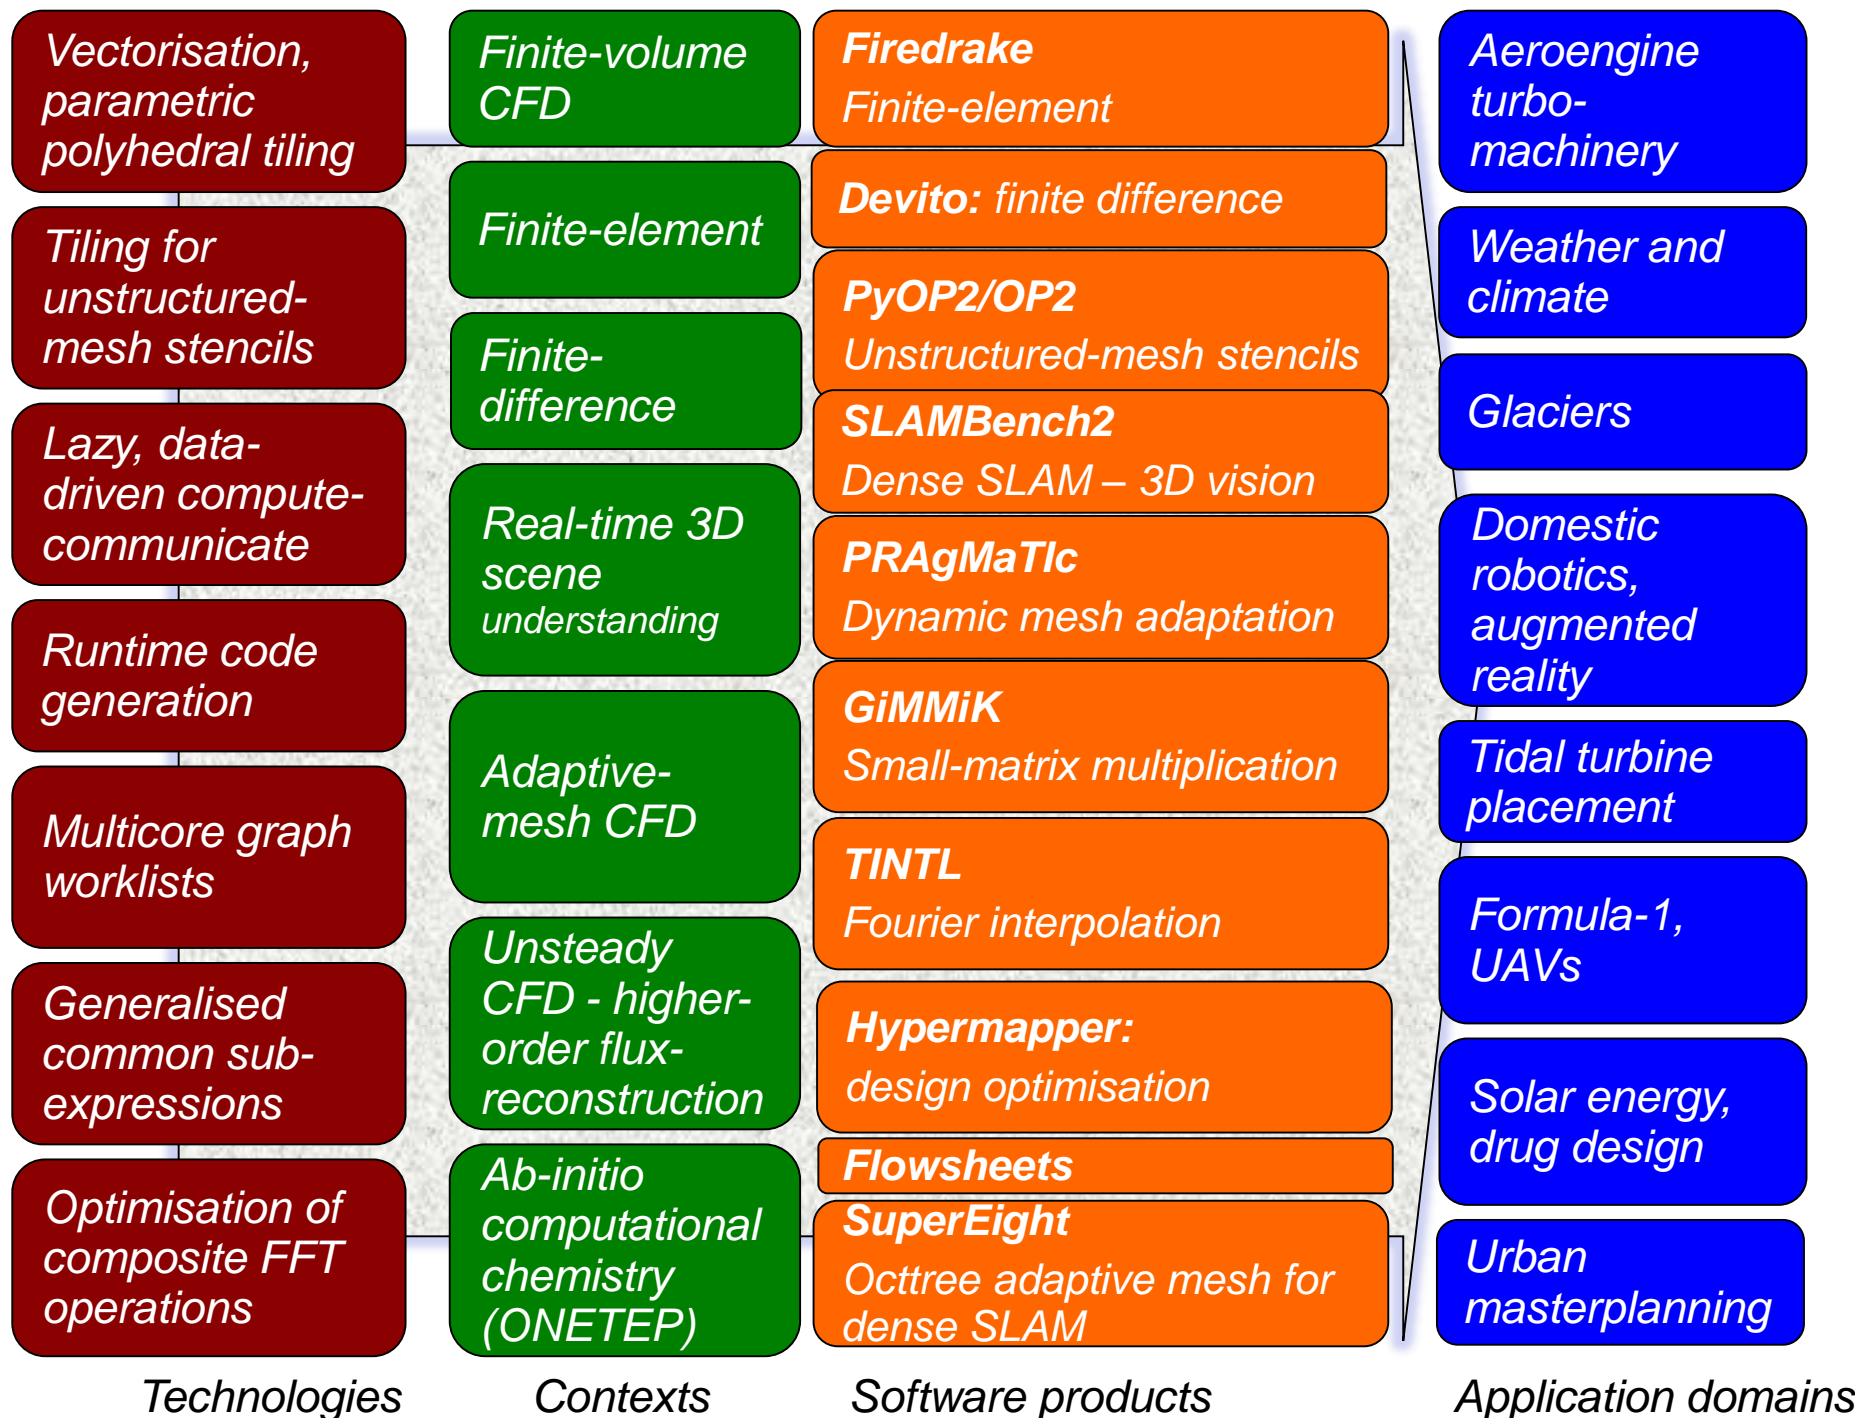 Vectorisation,
parametric
polyhedral tiling
Tiling for
unstructured-
mesh stencils
Lazy, data-
driven compute-
communicate
Runtime code
generation
Multicore graph
worklists
Generalised
common sub-
expressions
Optimisation of
composite FFT
operations
Technologies
Finite-volume
CFD
Finite-element
Finite-
difference
Real-time 3D
scene
understanding
Adaptive-
mesh CFD
Unsteady
CFD - higher-
order flux-
reconstruction
Ab-initio
computational
chemistry
(ONETEP)
Contexts
Firedrake
Finite-element
Devito: finite difference
PyOP2/OP2
Unstructured-mesh stencils
SLAMBench2
Dense SLAM – 3D vision
PRAgMaTIc
Dynamic mesh adaptation
GiMMiK
Small-matrix multiplication
TINTL
Fourier interpolation
Hypermapper:
design optimisation
Flowsheets
SuperEight
Octtree adaptive mesh for
dense SLAM
Software products
Aeroengine
turbo-
machinery
Weather and
climate
Glaciers
Domestic
robotics,
augmented
reality
Tidal turbine
placement
Formula-1,
UAVs
Solar energy,
drug design
Urban
masterplanning
Application domains